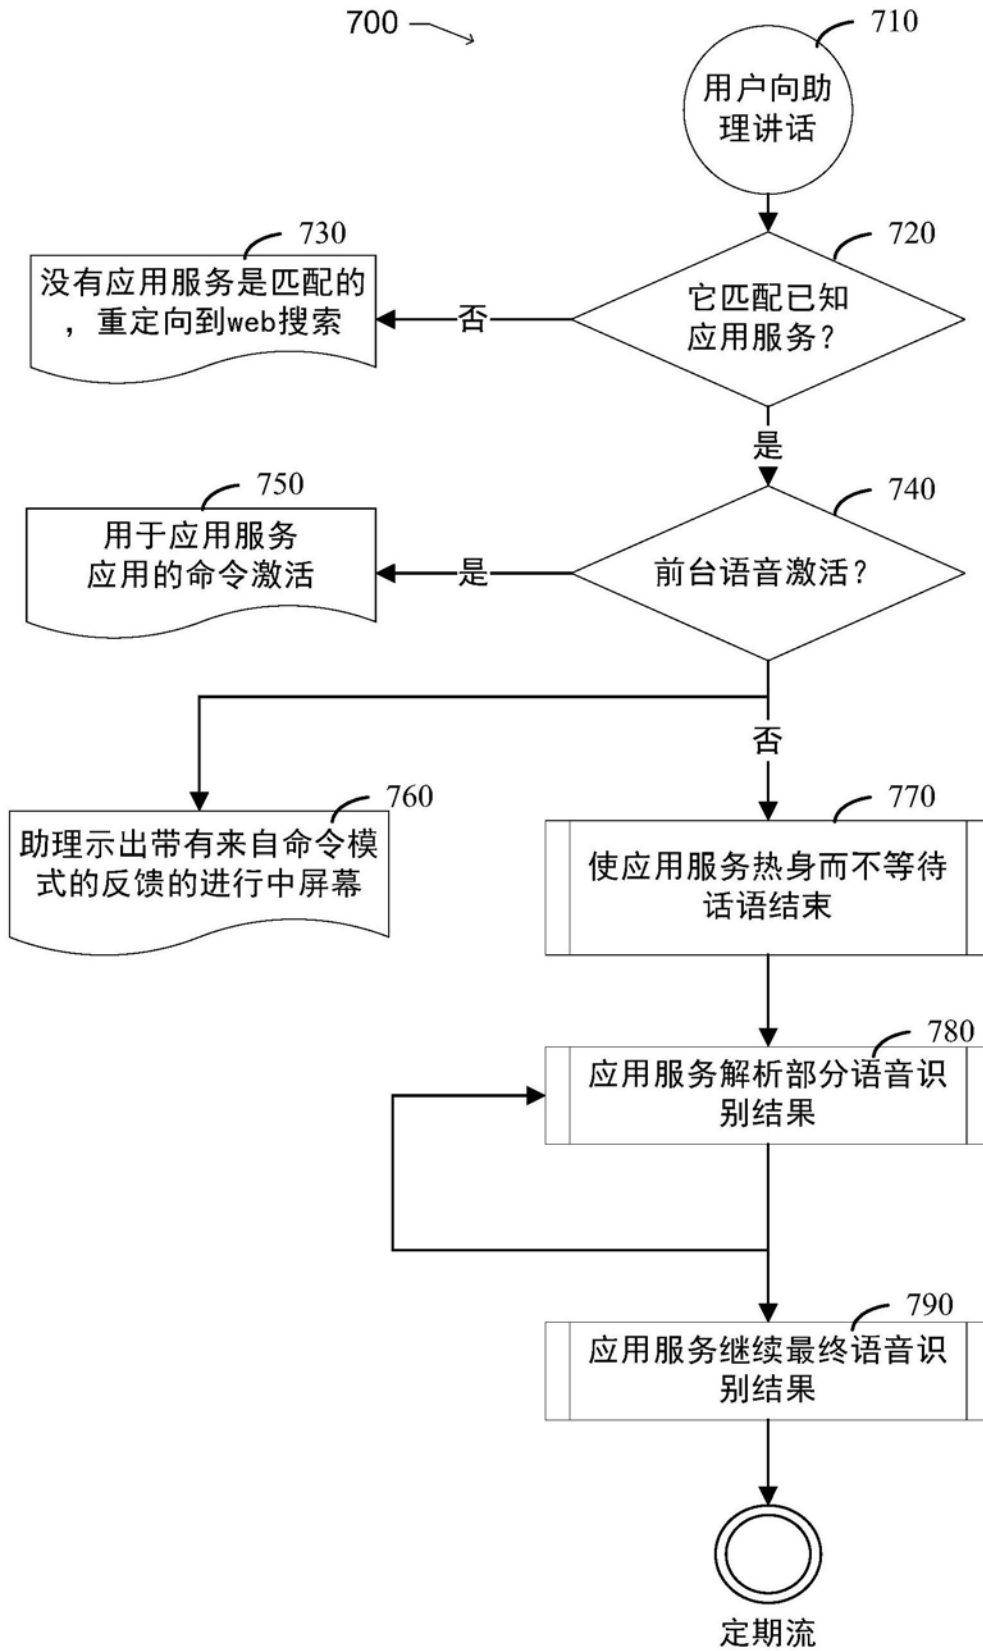 700
710
用户向助
理讲话
720
730
它匹配已知
应用服务？
没有应用服务是匹配的
，重定向到web搜索
否
是
740
750
前台语音激活？
用于应用服务
应用的命令激活
是
否
760
770
助理示出带有来自命令模
式的反馈的进行中屏幕
使应用服务热身而不等待
话语结束
780
应用服务解析部分语音识
别结果
790
应用服务继续最终语音识
别结果
定期流